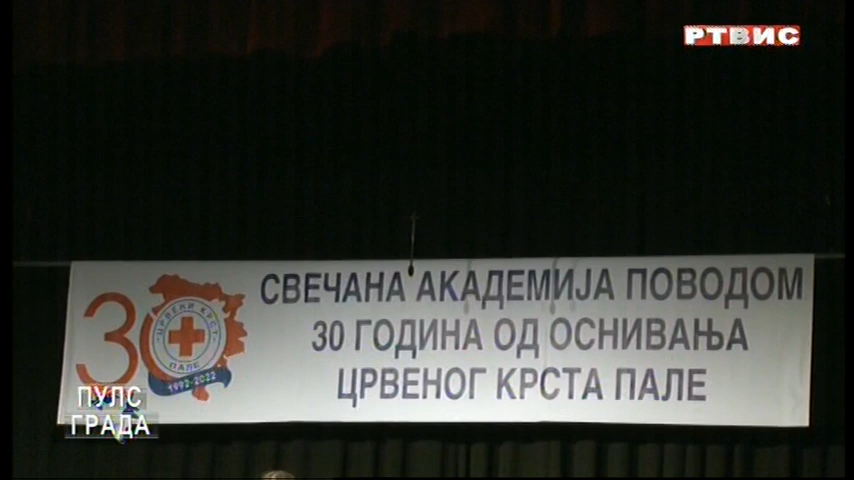 РТВИС
СВЕЧАНА АКАДЕМИЈА ПОВОДОМ
30 ГОДИНА ОД ОСНИВАЊА
ЦРВЕНОГ КРСТА ПАЛЕ
30
ЦРВЕНИ КРСТ
ПАЛЕ
1992-2022
ПУЛС
ГРАДА